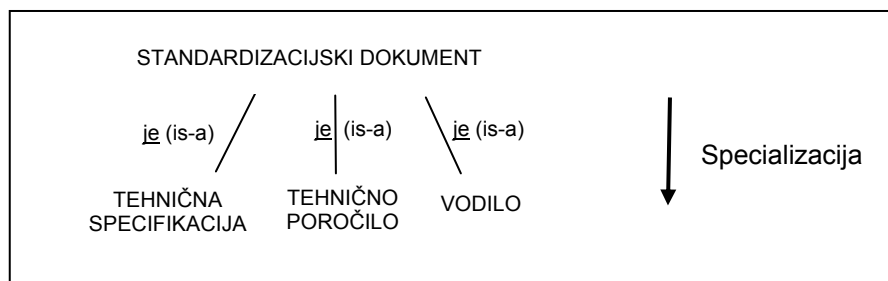 STANDARDIZACIJSKI DOKUMENT
je (is-a)
je (is-a)
je (is-a)
Specializacija
TEHNIČNA
SPECIFIKACIJA
TEHNIČNO
POROČILO
VODILO